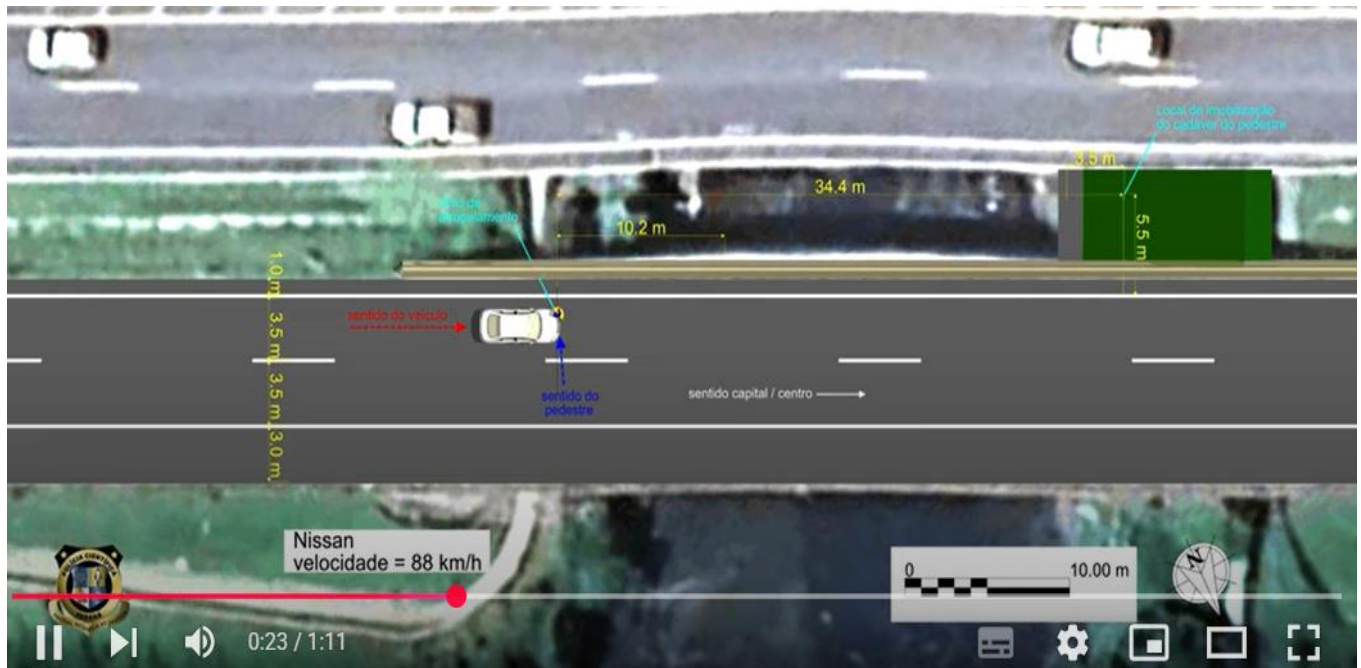 Local de imobilização
do cadáver do pedestre
3.5 m
34.4 m
10.2 m
5.5 m
1.0 m
3.5 m
3.5 m
3.0 m
sentido do veículo
sentido do
pedestre
sentido capital / centro
Nissan
velocidade = 88 km/h
0
10.00 m
N
0:23 / 1:11